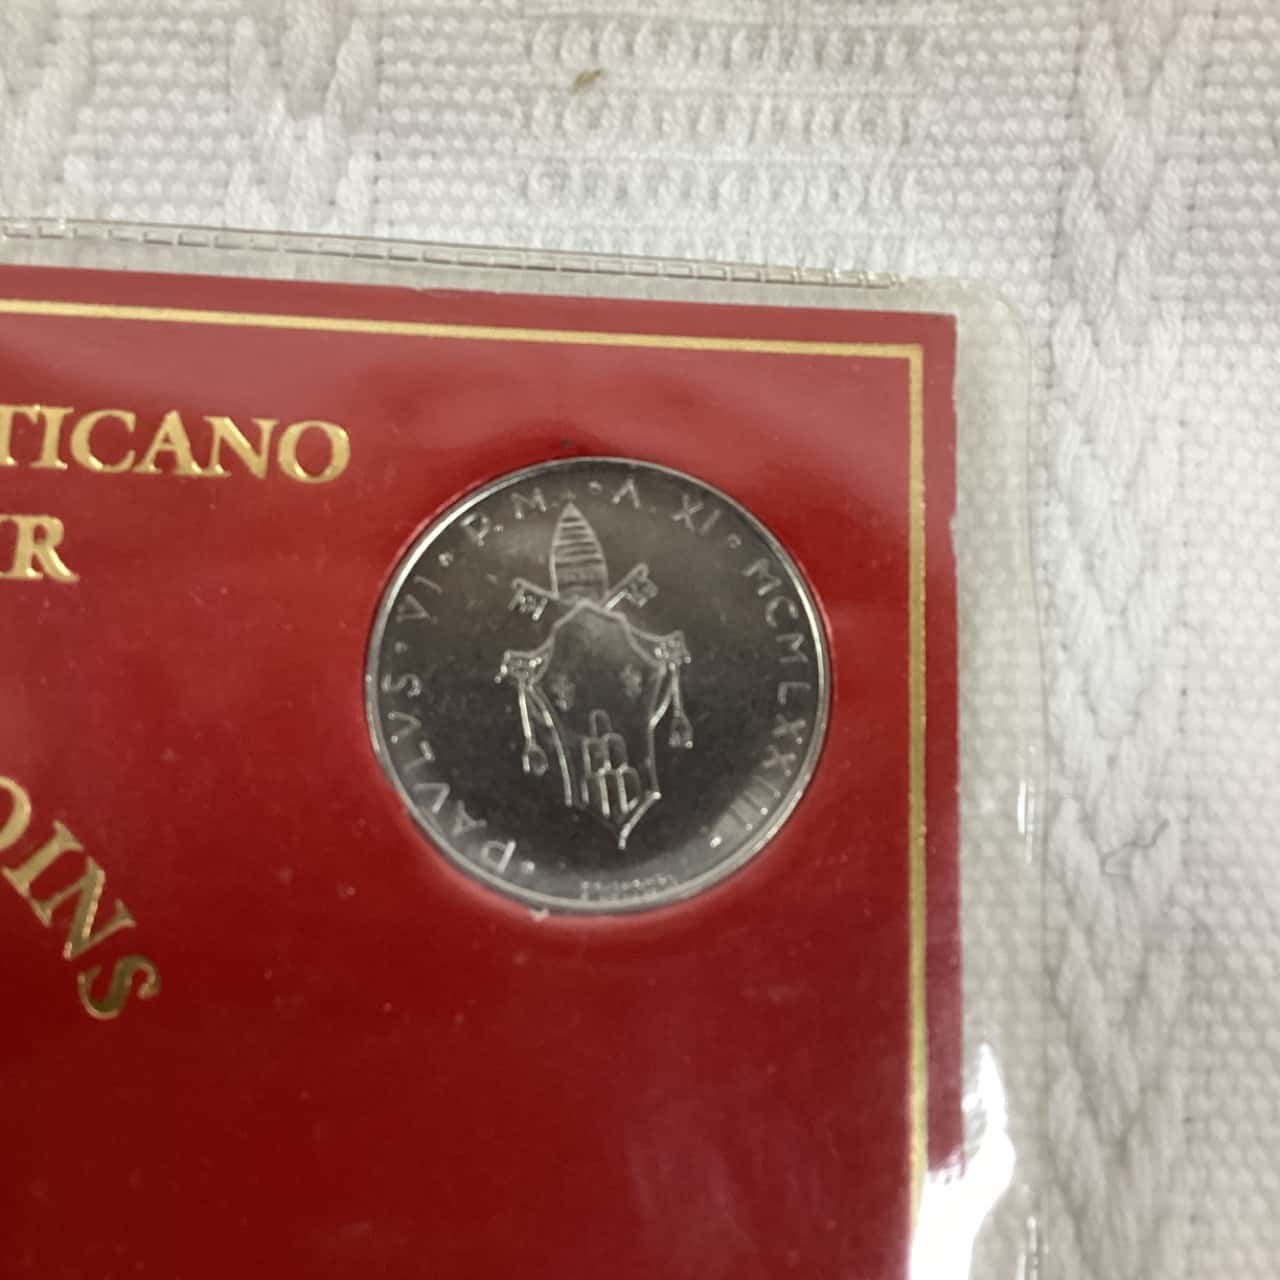 TICANO
R
OINS
PAVLVS · VI · P. M. · A. XI · MCMLXXIII ·